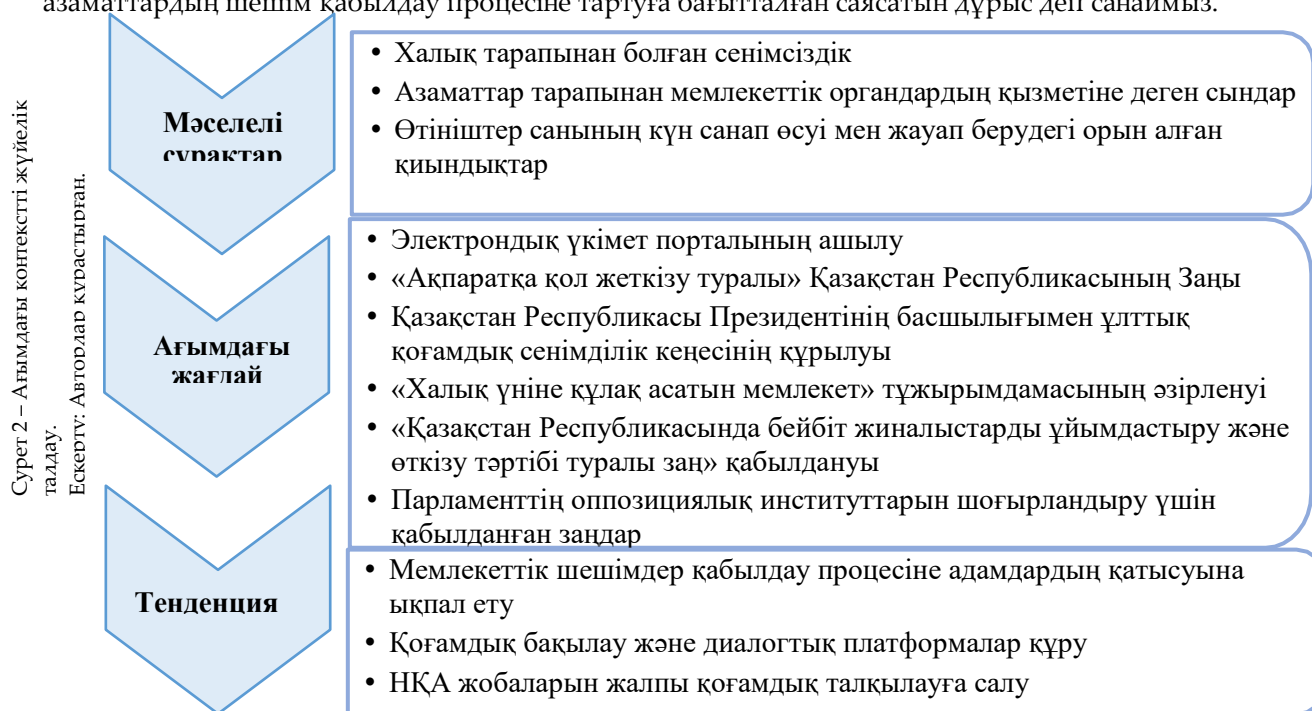 азаматтардың шешім қабылдау процесіне тартуға бағытталған саясатын дұрыс деп санаймыз.
Мәселелі
сұрақтар
• Халық тарапынан болған сенімсіздік
• Азаматтар тарапынан мемлекеттік органдардың қызметіне деген сындар
• Өтініштер санының күн санап өсуі мен жауап берудегі орын алған
қиындықтар
Ағымдағы
жағдай
• Электрондық үкімет порталының ашылу
• «Ақпаратқа қол жеткізу туралы» Қазақстан Республикасының Заңы
• Қазақстан Республикасы Президентінің басшылығымен ұлттық
қоғамдық сенімділік кеңесінің құрылуы
• «Халық үніне құлақ асатын мемлекет» тұжырымдамасының әзірленуі
• «Қазақстан Республикасында бейбіт жиналыстарды ұйымдастыру және
өткізу тәртібі туралы заң» қабылдануы
• Парламенттің оппозициялық институттарын шоғырландыру үшін
қабылданған заңдар
Тенденция
• Мемлекеттік шешімдер қабылдау процесіне адамдардың қатысуына
ықпал ету
• Қоғамдық бақылау және диалогтық платформалар құру
• НҚА жобаларын жалпы қоғамдық талқылауға салу
Сурет 2 – Ағымдағы контекстті жүйелік
талдау.
Ескерту: Авторлар құрастырған.